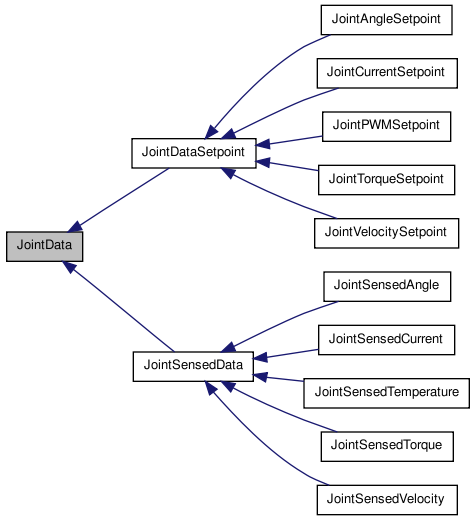 JointAngleSetpoint
JointCurrentSetpoint
JointPWMSetpoint
JointDataSetpoint
JointTorqueSetpoint
JointVelocitySetpoint
JointData
JointSensedAngle
JointSensedCurrent
JointSensedData
JointSensedTemperature
JointSensedTorque
JointSensedVelocity